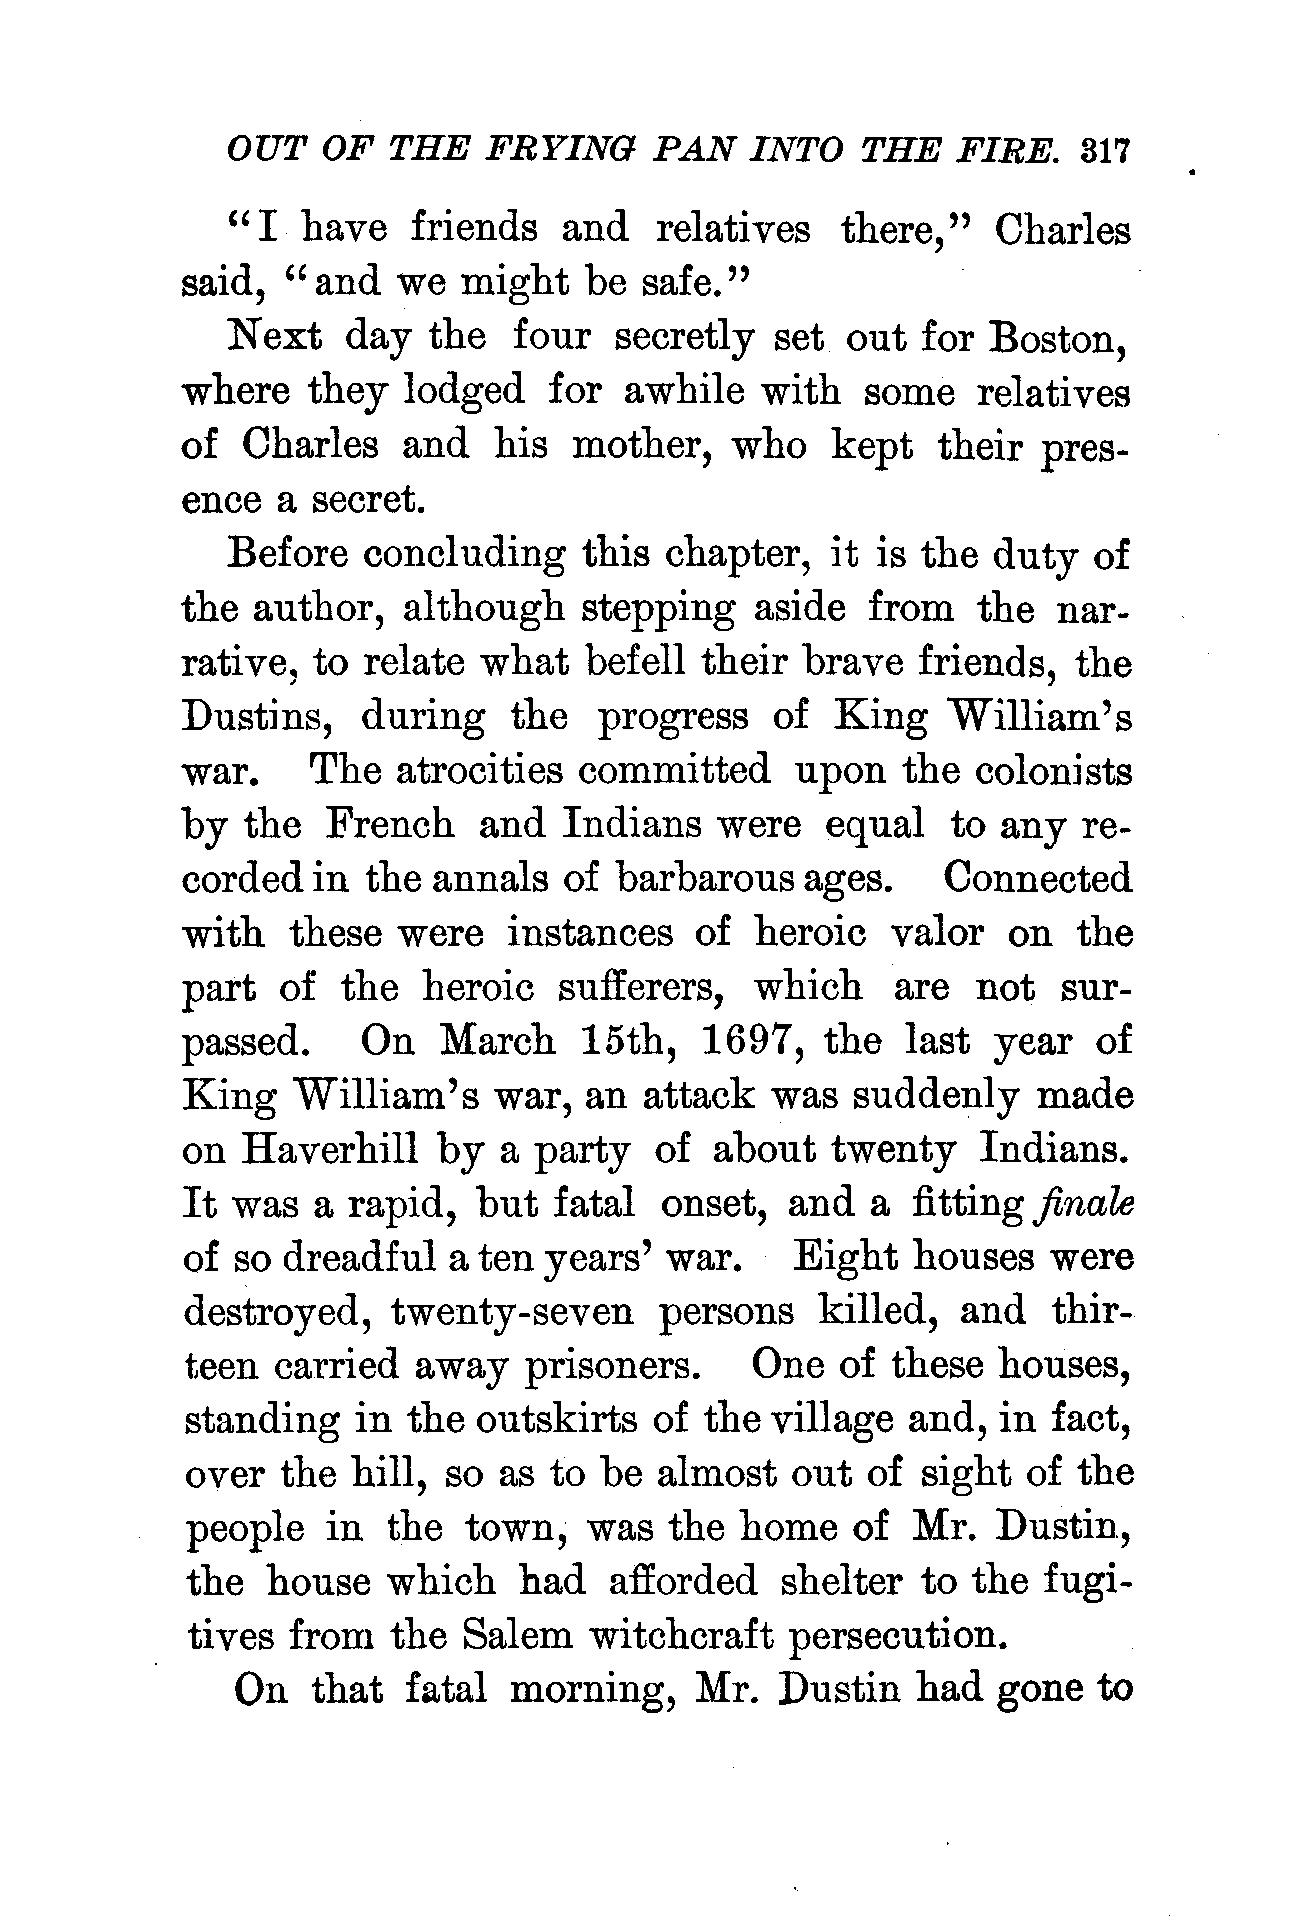 OUT OF THE FRYING PAN INTO THE FIRE. 317
“I have friends and relatives there,” Charles
said, “and we might be safe.”
Next day the four secretly set out for Boston,
where they lodged for awhile with some relatives
of Charles and his mother, who kept their pres-
ence a secret.
Before concluding this chapter, it is the duty of
the author, although stepping aside from the nar-
rative, to relate what befell their brave friends, the
Dustins, during the progress of King William’s
war. The atrocities committed upon the colonists
by the French and Indians were equal to any re-
corded in the annals of barbarous ages. Connected
with these were instances of heroic valor on the
part of the heroic sufferers, which are not sur-
passed. On March 15th, 1697, the last year of
King William’s war, an attack was suddenly made
on Haverhill by a party of about twenty Indians.
It was a rapid, but fatal onset, and a fitting finale
of so dreadful a ten years’ war. Eight houses were
destroyed, twenty-seven persons killed, and thir-
teen carried away prisoners. One of these houses,
standing in the outskirts of the village and, in fact,
over the hill, so as to be almost out of sight of the
people in the town, was the home of Mr. Dustin,
the house which had afforded shelter to the fugi-
tives from the Salem witchcraft persecution.
On that fatal morning, Mr. Dustin had gone to